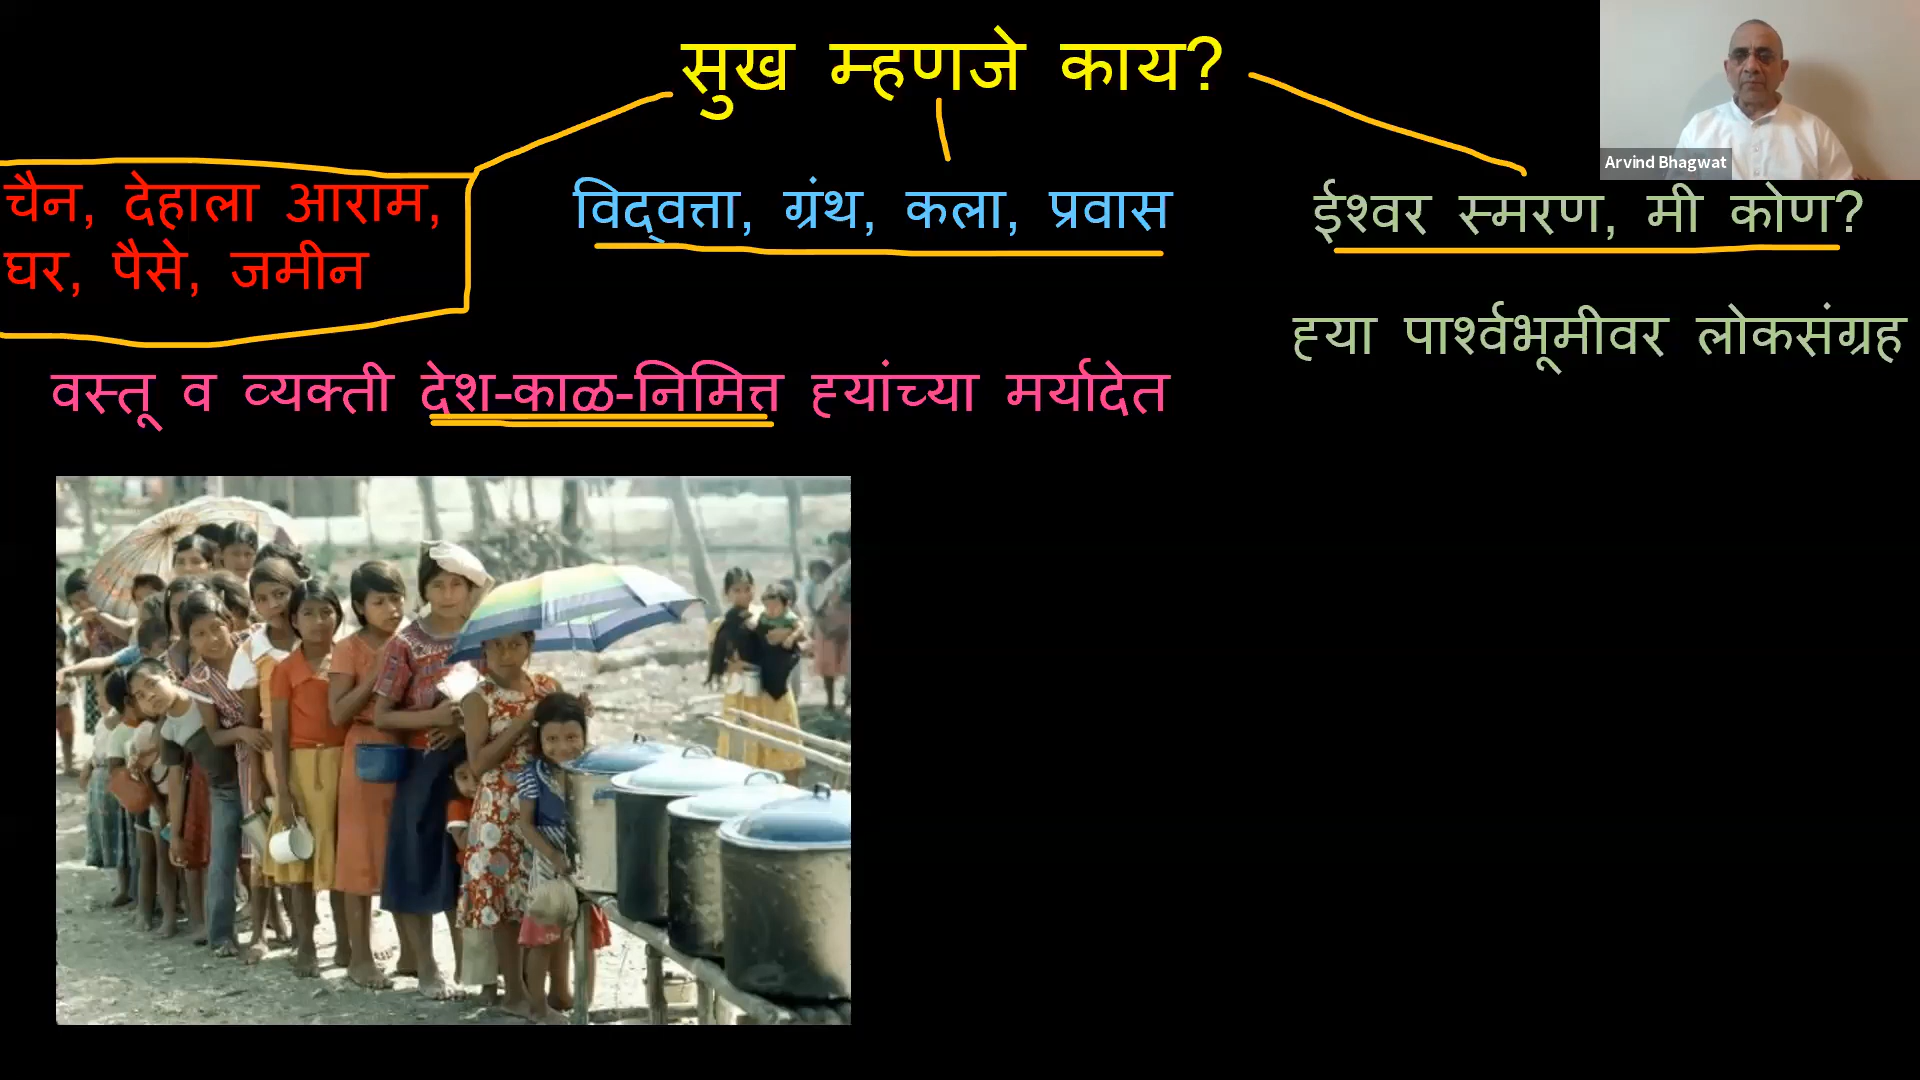 सुख म्हणजे काय?
Arvind Bhagwat
चैन, देहाला आराम,
घर, पैसे, जमीन
विद्‌वत्ता, ग्रंथ, कला, प्रवास
ईश्वर स्मरण, मी कोण?
ह्या पार्श्वभूमीवर लोकसंग्रह
वस्तू व व्यक्ती देश-काळ-निमित्त ह्यांच्या मर्यादेत